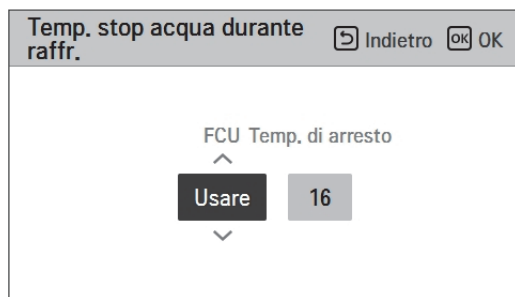 Temp. stop acqua durante
raffr.
Indietro OK OK
FCU Temp. di arresto
Usare 16